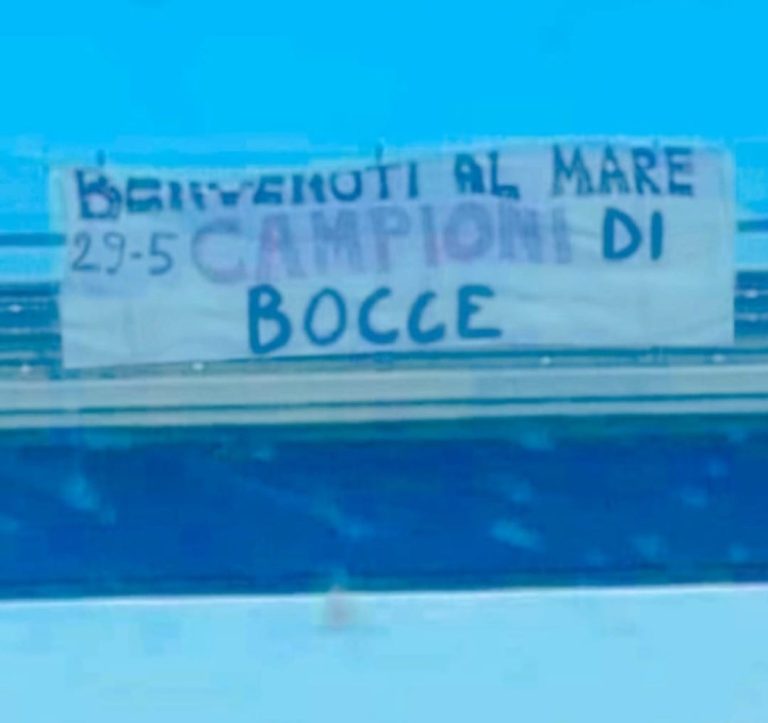 BENVENUTI AL MARE
29-5 CAMPIONI DI
BOCCE